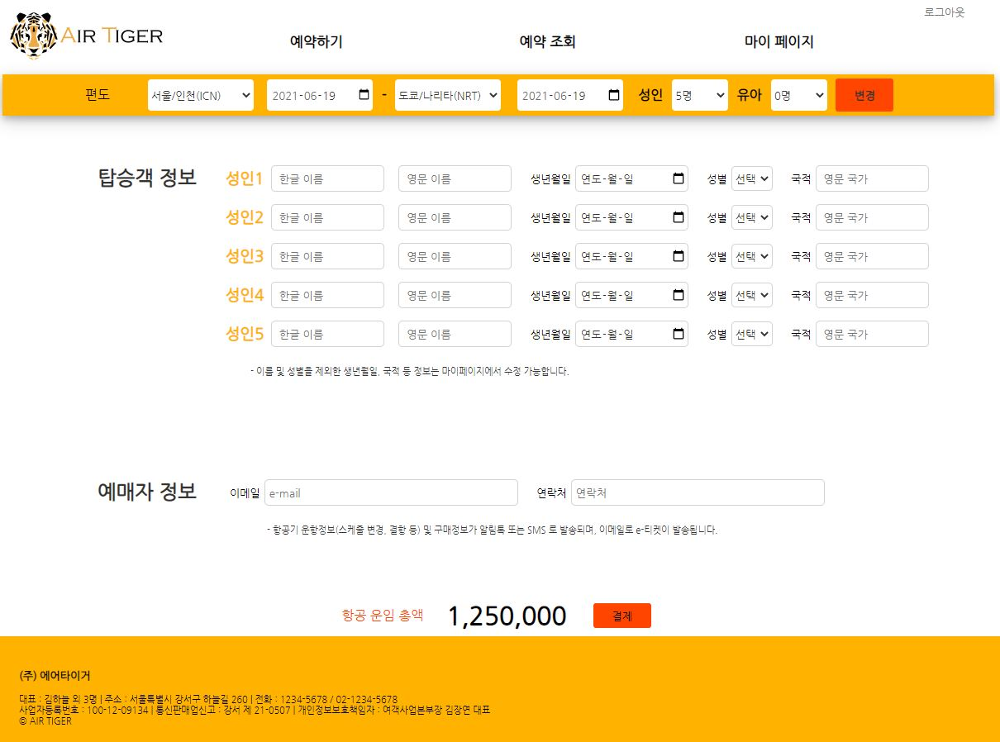 로그아웃
AIR TIGER
예약하기 예약 조회 마이 페이지
편도 서울/인천(ICN) 2021-06-19 - 도쿄/나리타(NRT) 2021-06-19 성인 5명 유아 0명 변경
탑승객 정보 성인1 한글 이름 영문 이름 생년월일 연도-월-일 성별 선택 국적 영문 국가
성인2 한글 이름 영문 이름 생년월일 연도-월-일 성별 선택 국적 영문 국가
성인3 한글 이름 영문 이름 생년월일 연도-월-일 성별 선택 국적 영문 국가
성인4 한글 이름 영문 이름 생년월일 연도-월-일 성별 선택 국적 영문 국가
성인5 한글 이름 영문 이름 생년월일 연도-월-일 성별 선택 국적 영문 국가
- 이름 및 성별을 제외한 생년월일, 국적 등 정보는 마이페이지에서 수정 가능합니다.
예매자 정보 이메일 e-mail 연락처 연락처
- 항공기 운항정보(스케줄 변경, 결항 등) 및 구매정보가 알림톡 또는 SMS 로 발송되며, 이메일로 e-티켓이 발송됩니다.
항공 운임 총액 1,250,000 결제
(주) 에어타이거
대표 : 김하늘 외 3명 | 주소 : 서울특별시 강서구 하늘길 260 | 전화 : 1234-5678 / 02-1234-5678
사업자등록번호 : 100-12-09134 | 통신판매업신고 : 강서 제 21-0507 | 개인정보보호책임자 : 여객사업본부장 김장연 대표
© AIR TIGER